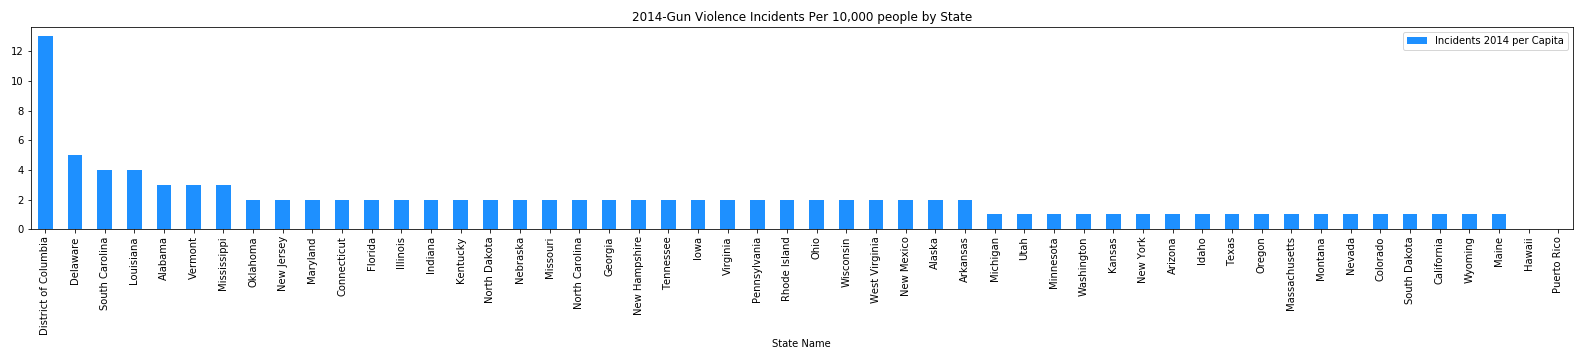 2014-Gun Violence Incidents Per 10,000 people by State
Incidents 2014 per Capita
12
10
8
6
4
2
0
District of Columbia
Delaware
South Carolina
Louisiana
Alabama
Vermont
Mississippi
Oklahoma
New Jersey
Maryland
Connecticut
Florida
Illinois
Indiana
Kentucky
North Dakota
Nebraska
Missouri
North Carolina
Georgia
New Hampshire
Tennessee
Iowa
Virginia
Pennsylvania
Rhode Island
Ohio
Wisconsin
West Virginia
New Mexico
Alaska
Arkansas
Michigan
Utah
Minnesota
Washington
Kansas
New York
Arizona
Idaho
Texas
Oregon
Massachusetts
Montana
Nevada
Colorado
South Dakota
California
Wyoming
Maine
Hawaii
Puerto Rico
State Name